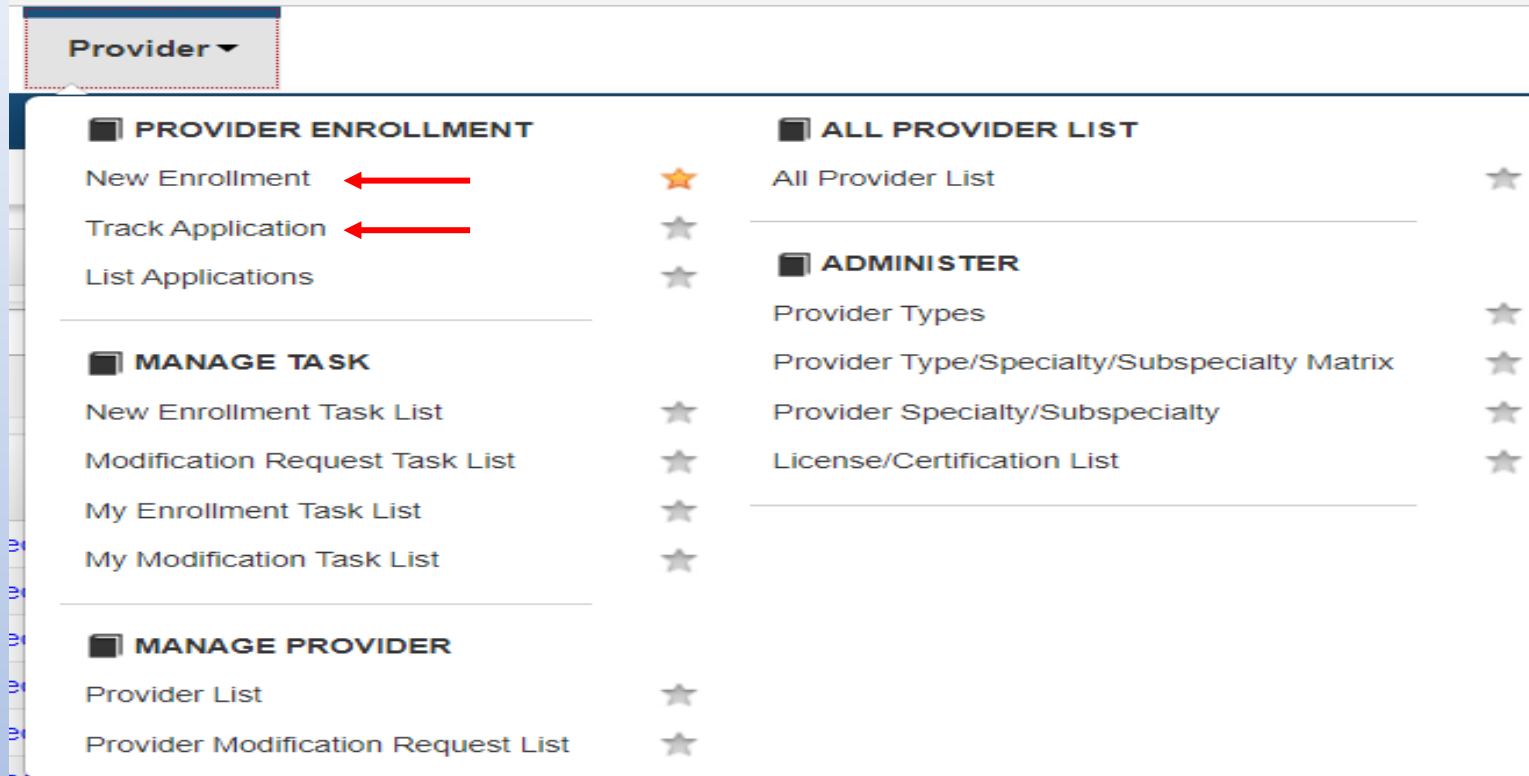 Provider
PROVIDER ENROLLMENT
New Enrollment
Track Application
List Applications
MANAGE TASK
New Enrollment Task List
Modification Request Task List
My Enrollment Task List
My Modification Task List
MANAGE PROVIDER
Provider List
Provider Modification Request List
ALL PROVIDER LIST
All Provider List
ADMINISTER
Provider Types
Provider Type/Specialty/Subspecialty Matrix
Provider Specialty/Subspecialty
License/Certification List